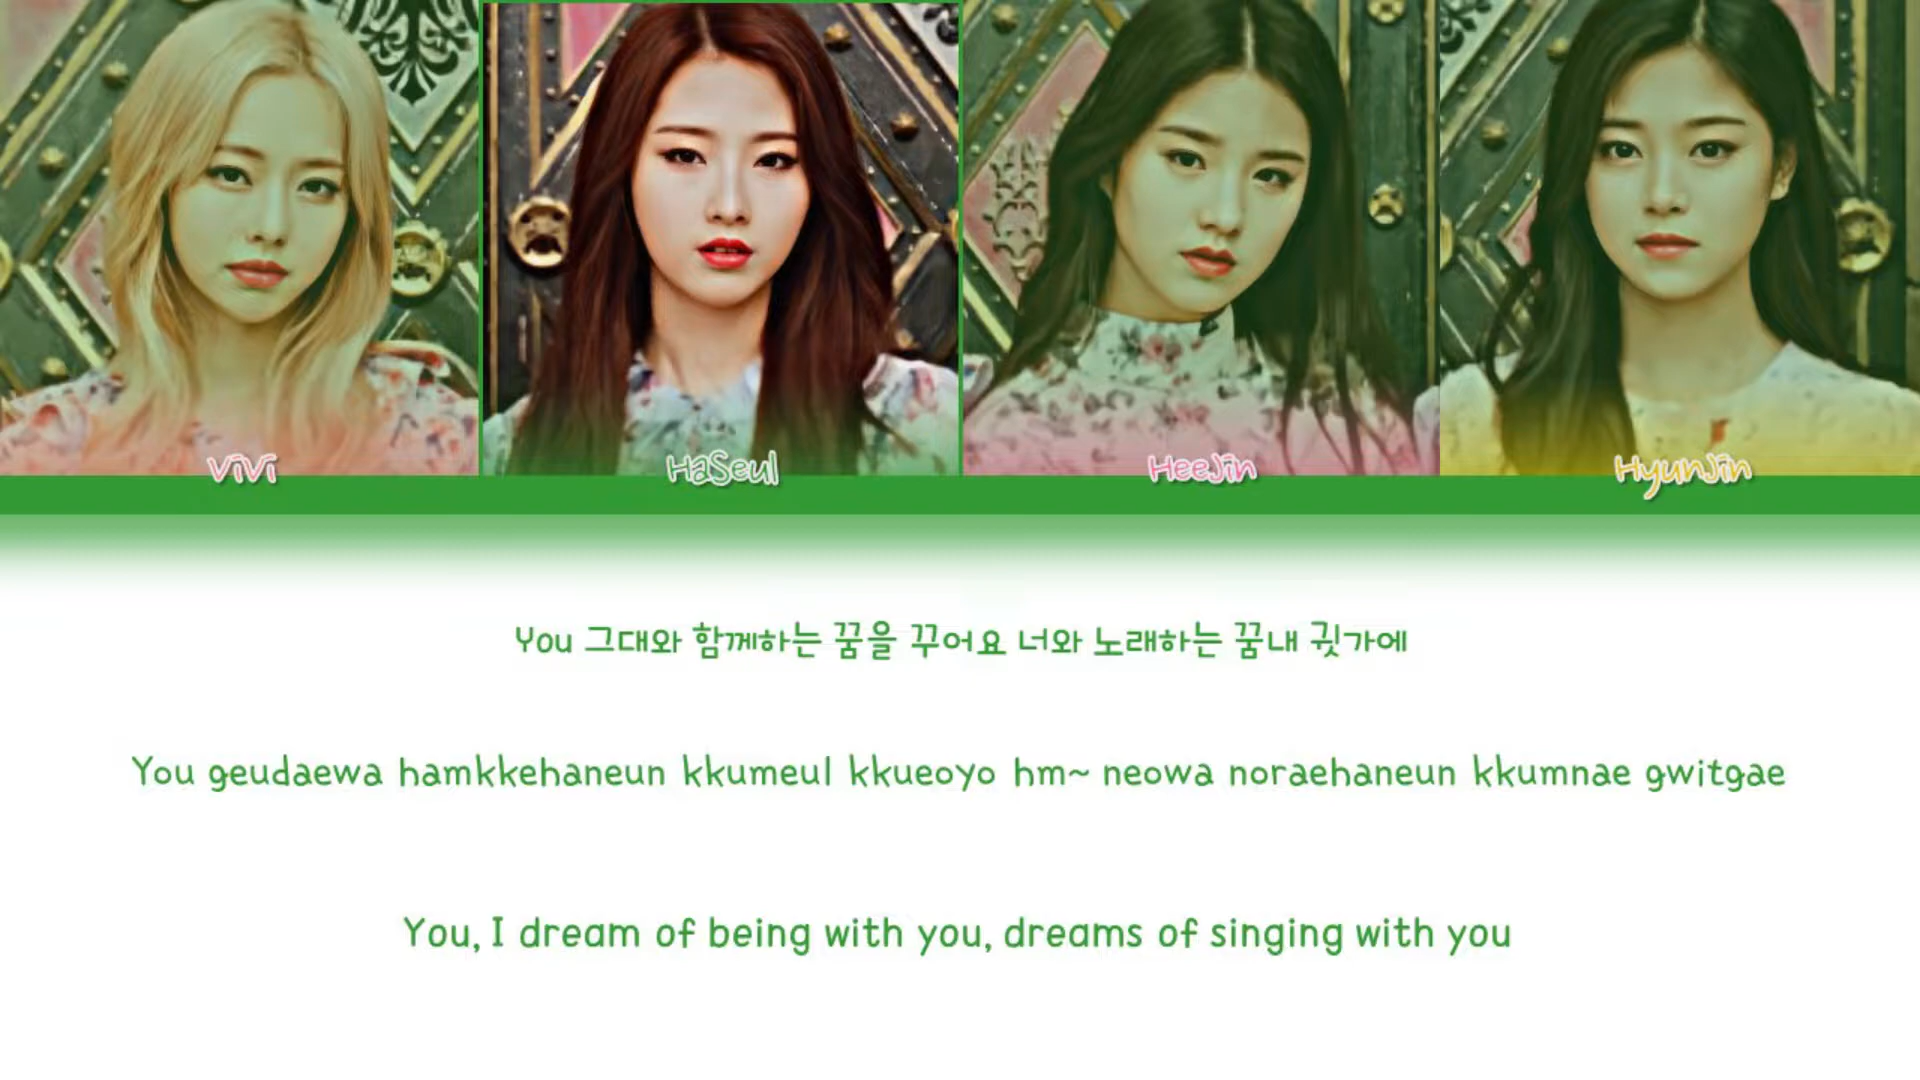 ViVi HaSeul HeeJin HyunJin
You 그대와 함께하는 꿈을 꾸어요 너와 노래하는 꿈내 귓가에
You geudaewa hamkkehaneun kkumeul kkueoyo hm~ neowa noraehaneun kkumnae gwitgae
You, I dream of being with you, dreams of singing with you